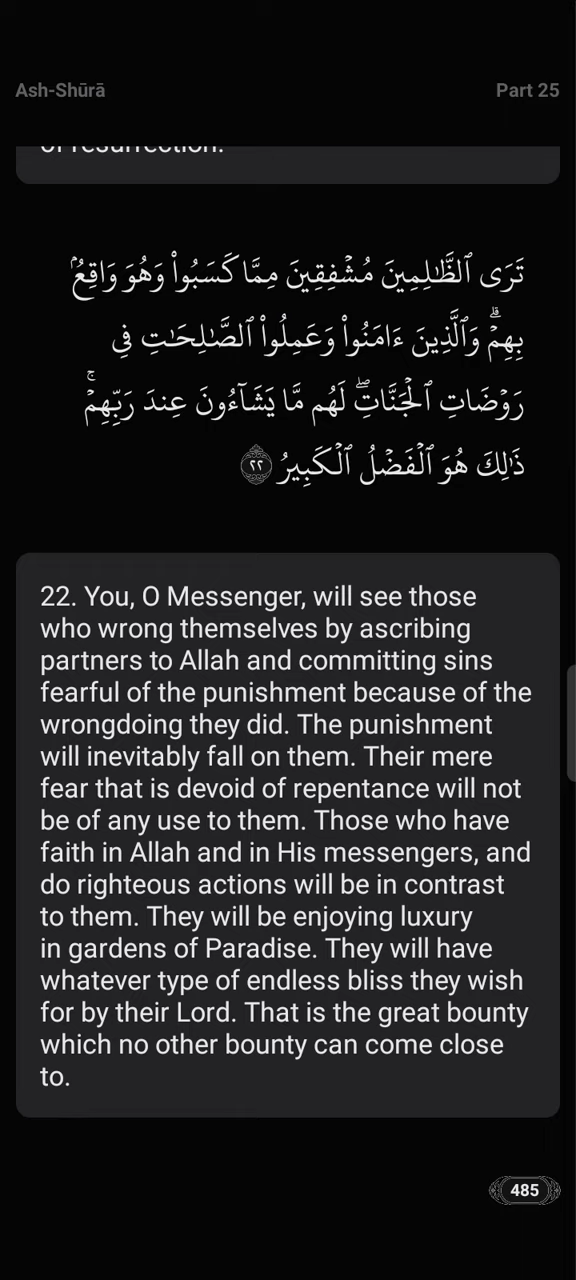 Ash-Shūrā
Part 25
of resurrection.
تَرَى ٱلظَّٰلِمِينَ مُشْفِقِينَ مِمَّا كَسَبُوا۟ وَهُوَ وَاقِعٌۢ
بِهِمْ ۗ وَٱلَّذِينَ ءَامَنُوا۟ وَعَمِلُوا۟ ٱلصَّٰلِحَٰتِ فِى
رَوْضَاتِ ٱلْجَنَّاتِ ۖ لَهُم مَّا يَشَآءُونَ عِندَ رَبِّهِمْ ۚ
ذَٰلِكَ هُوَ ٱلْفَضْلُ ٱلْكَبِيرُ ٢٢
22. You, O Messenger, will see those
who wrong themselves by ascribing
partners to Allah and committing sins
fearful of the punishment because of the
wrongdoing they did. The punishment
will inevitably fall on them. Their mere
fear that is devoid of repentance will not
be of any use to them. Those who have
faith in Allah and in His messengers, and
do righteous actions will be in contrast
to them. They will be enjoying luxury
in gardens of Paradise. They will have
whatever type of endless bliss they wish
for by their Lord. That is the great bounty
which no other bounty can come close
to.
485